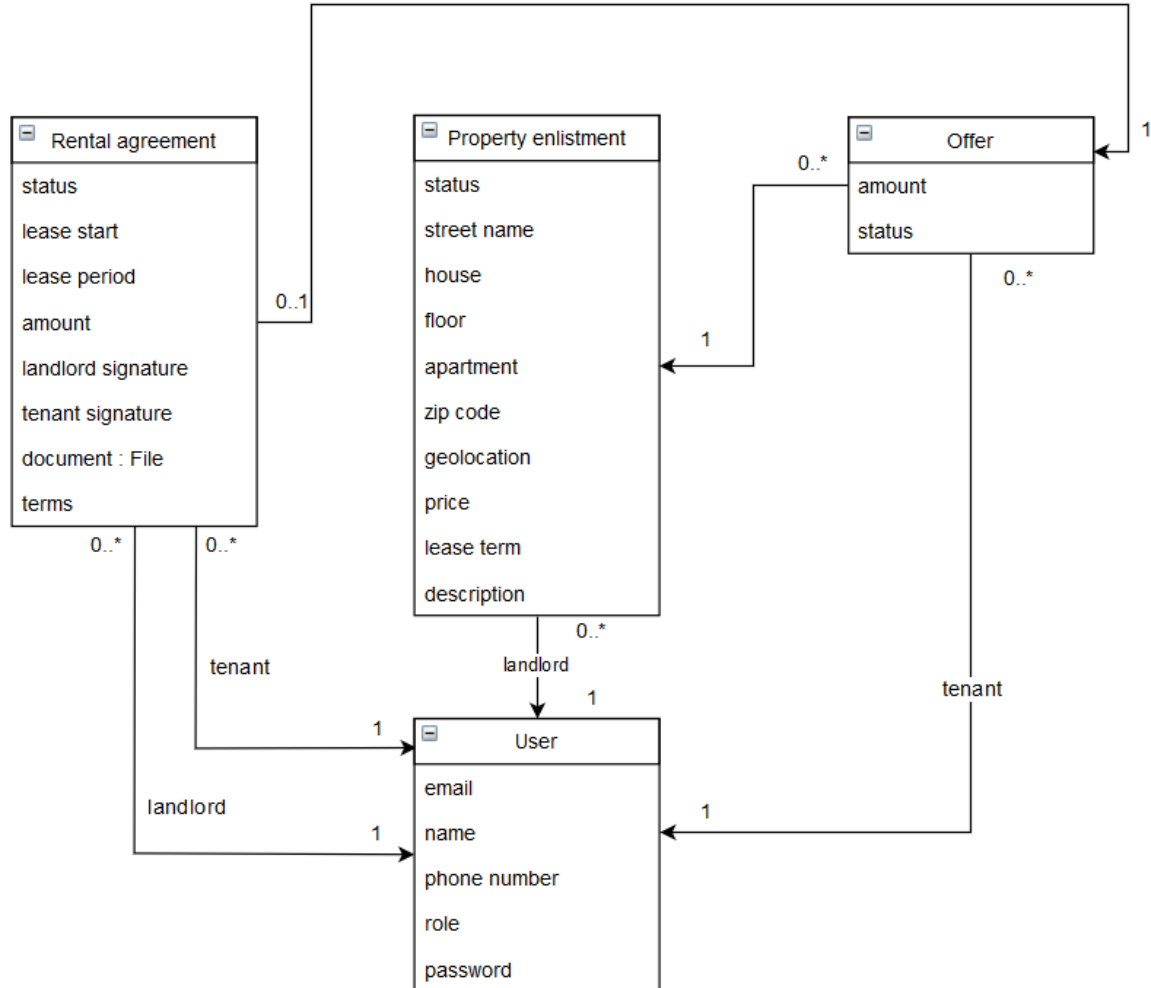 1
Rental agreement
status
lease start
lease period
amount
landlord signature
tenant signature
document : File
terms
0..1
0..*
0..*
Property enlistment
status
street name
house
floor
apartment
zip code
geolocation
price
lease term
description
0..*
Offer
amount
status
0..*
0..*
1
tenant
landlord
landlord
tenant
1
1
1
1
User
email
name
phone number
role
password